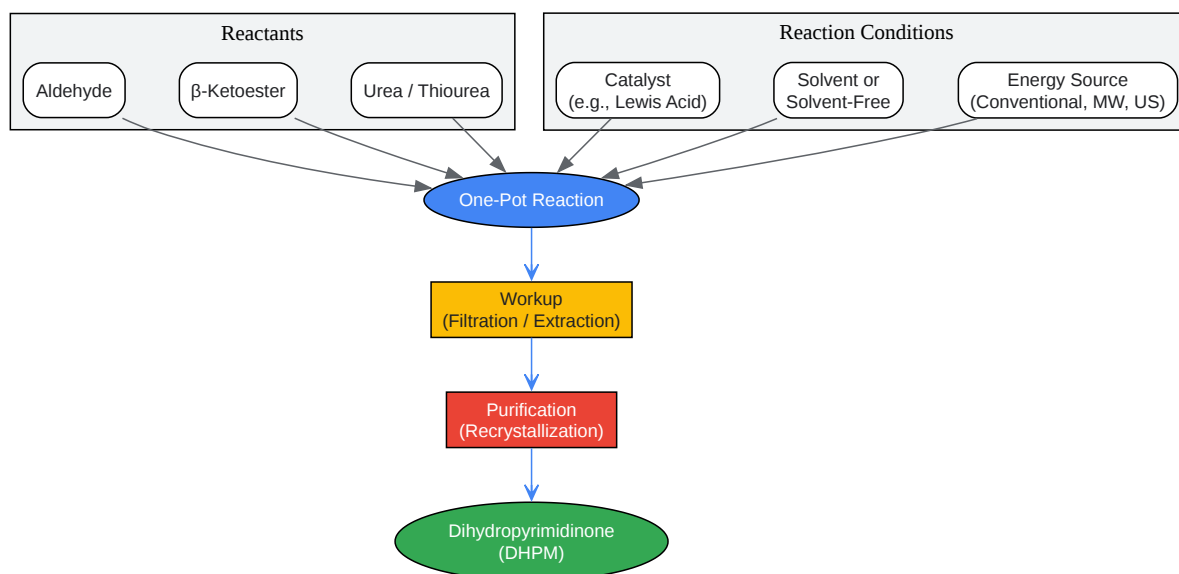 Reactants
Aldehyde
β-Ketoester
Urea / Thiourea
Reaction Conditions
Catalyst
(e.g., Lewis Acid)
Solvent or
Solvent-Free
Energy Source
(Conventional, MW, US)
One-Pot Reaction
Workup
(Filtration / Extraction)
Purification
(Recrystallization)
Dihydropyrimidinone
(DHPM)